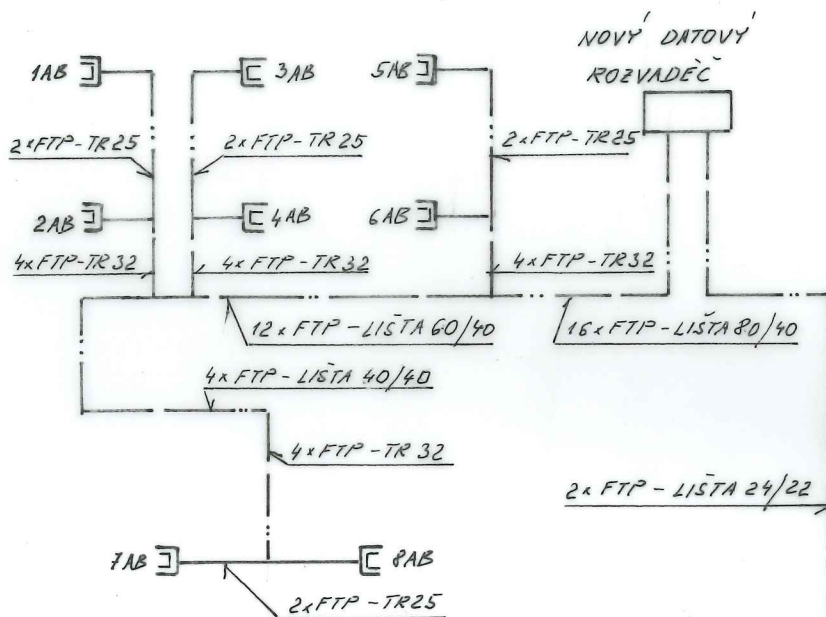 NOVÝ DATOVÝ
ROZVADĚČ
1AB
3AB
5AB
2×FTP-TR25
2×FTP-TR25
2×FTP-TR25
2AB
4AB
6AB
4×FTP-TR32
4×FTP-TR32
4×FTP-TR32
12×FTP-LIŠTA 60/40
16×FTP-LIŠTA 80/40
4×FTP-LIŠTA 40/40
4×FTP-TR 32
2×FTP-LIŠTA 24/22
7AB
8AB
2×FTP-TR25